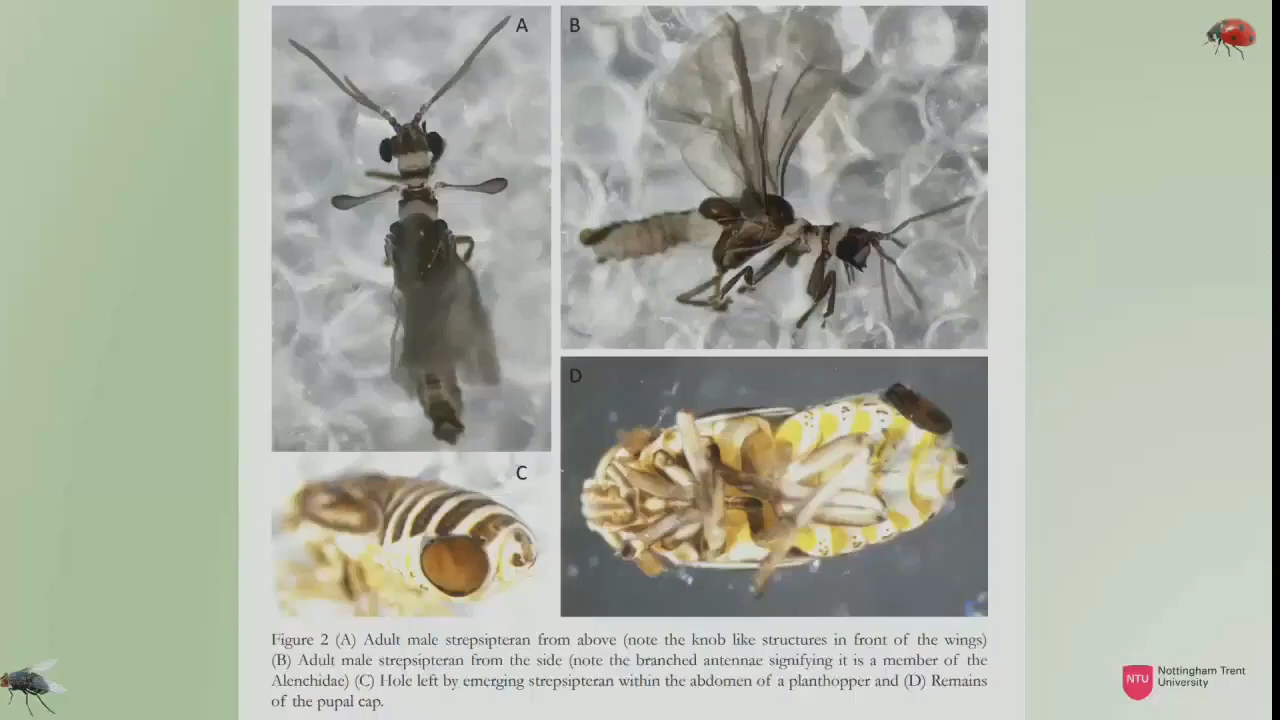 A
B
C
D
Figure 2 (A) Adult male strepsipteran from above (note the knob like structures in front of the wings)
(B) Adult male strepsipteran from the side (note the branched antennae signifying it is a member of the
Alenchidae) (C) Hole left by emerging strepsipteran within the abdomen of a planthopper and (D) Remains
of the pupal cap.
NTU
Nottingham Trent
University